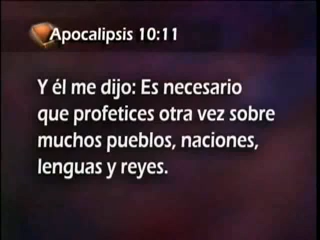 Apocalipsis 10:11
Y él me dijo: Es necesario
que profetices otra vez sobre
muchos pueblos, naciones,
lenguas y reyes.